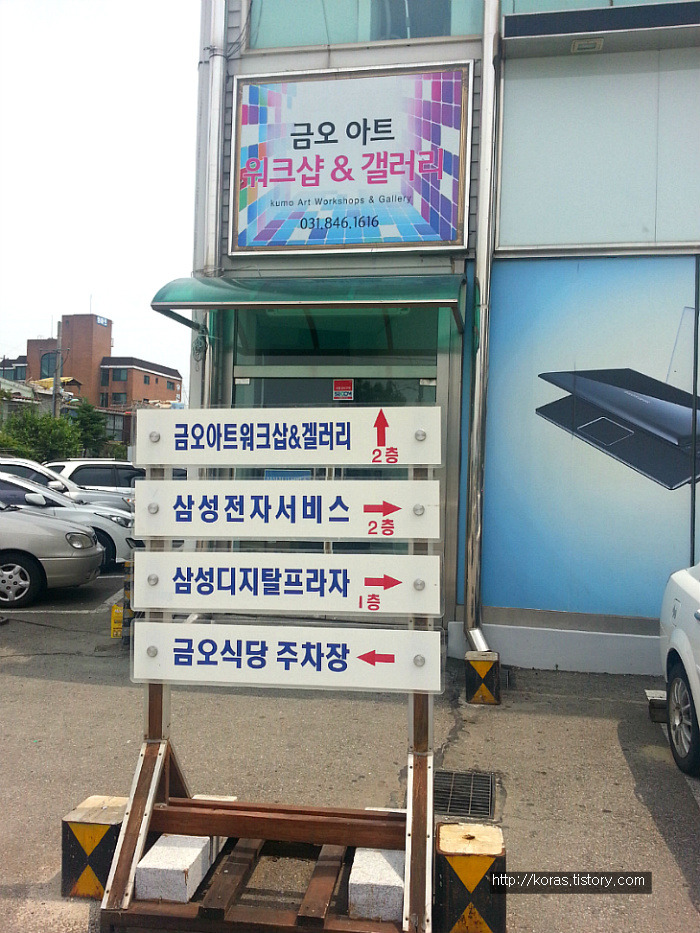 금오 아트
워크샵 & 갤러리
kumo Art Workshops & Gallery
031.846.1616
금오아트워크샵&겔러리 2층
삼성전자서비스 2층
삼성디지탈프라자 1층
금오식당 주차장
http://koras.tistory.com